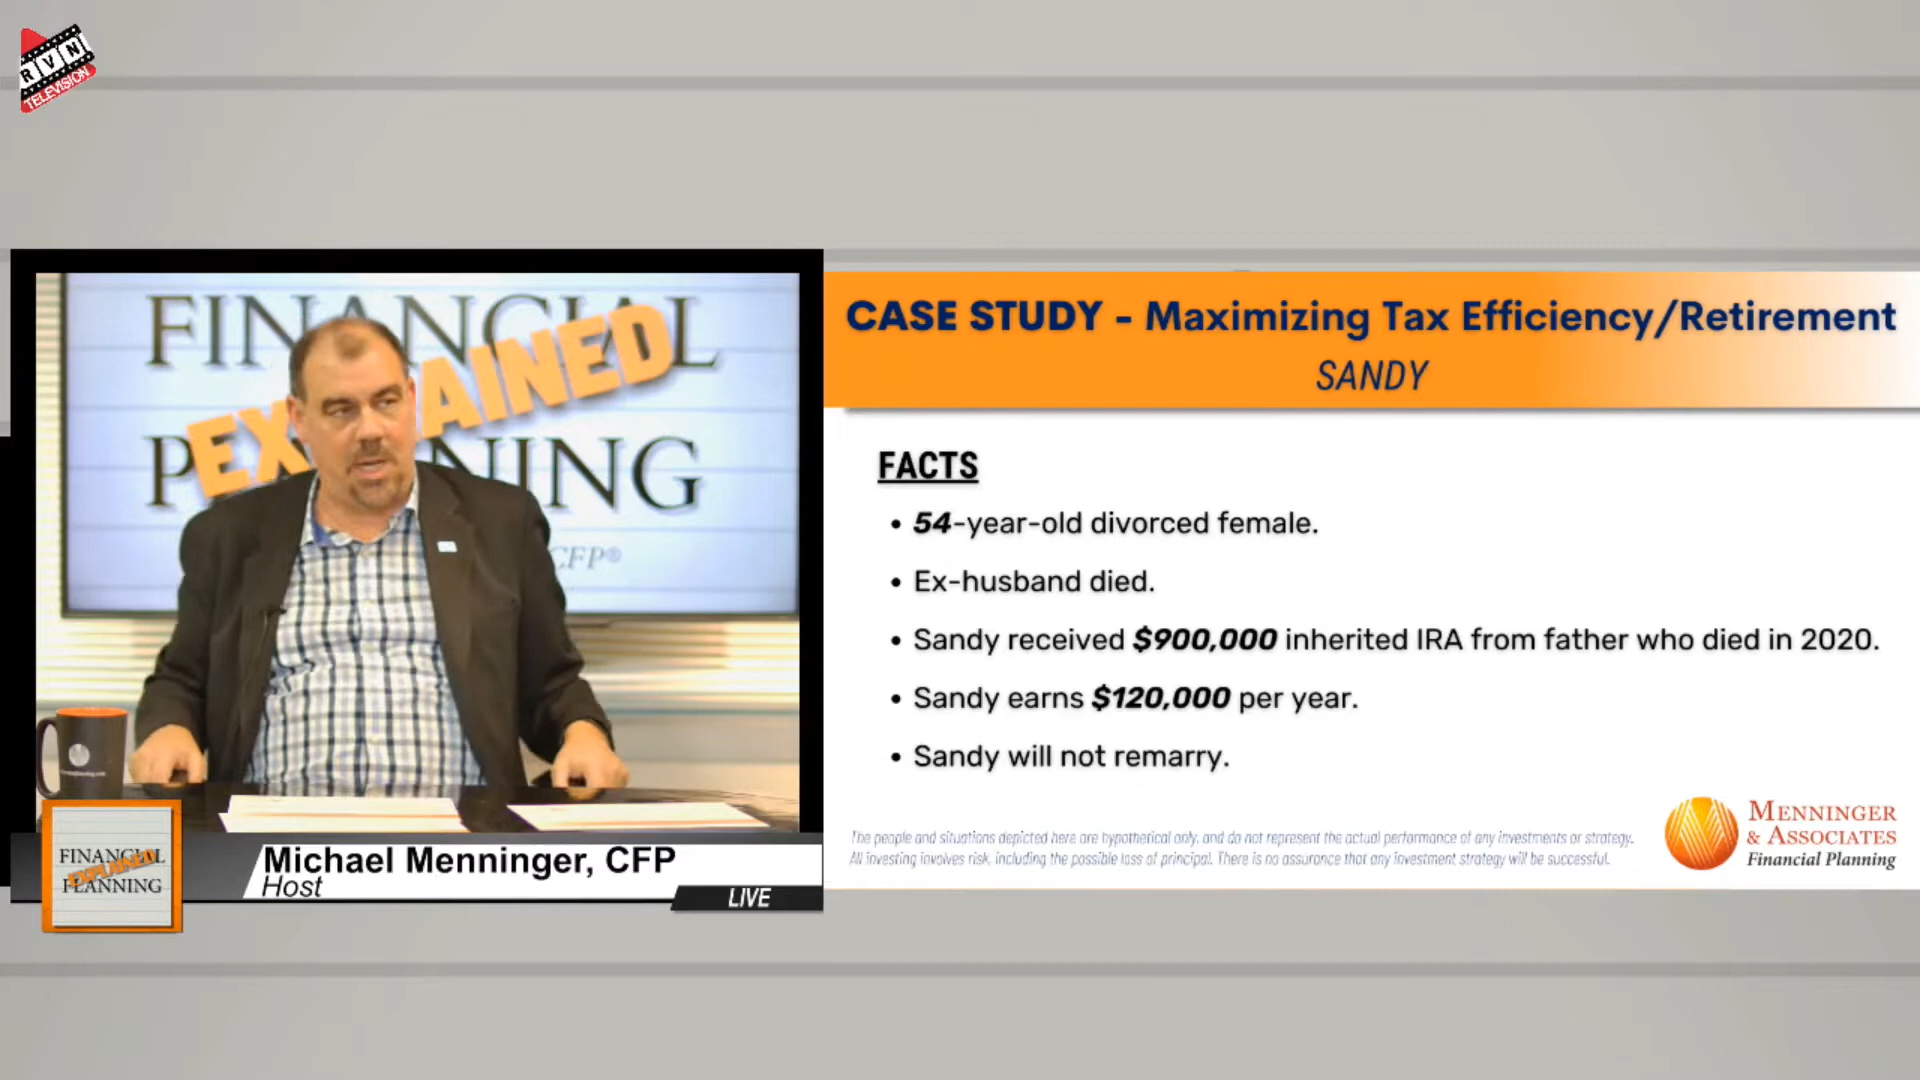 RVN
TELEVISION
FINANCIAL
EXPLAINED
PLANNING
CFP®
CASE STUDY - Maximizing Tax Efficiency/Retirement
SANDY
FACTS
• 54-year-old divorced female.
• Ex-husband died.
• Sandy received $900,000 inherited IRA from father who died in 2020.
• Sandy earns $120,000 per year.
• Sandy will not remarry.
The people and situations depicted here are hypothetical only, and do not represent the actual performance of any investments or strategy.
All investing involves risk, including the possible loss of principal. There is no assurance that any investment strategy will be successful.
MENNINGER
& ASSOCIATES
Financial Planning
FINANCIAL
EXPLAINED
PLANNING
Michael Menninger, CFP
Host
LIVE